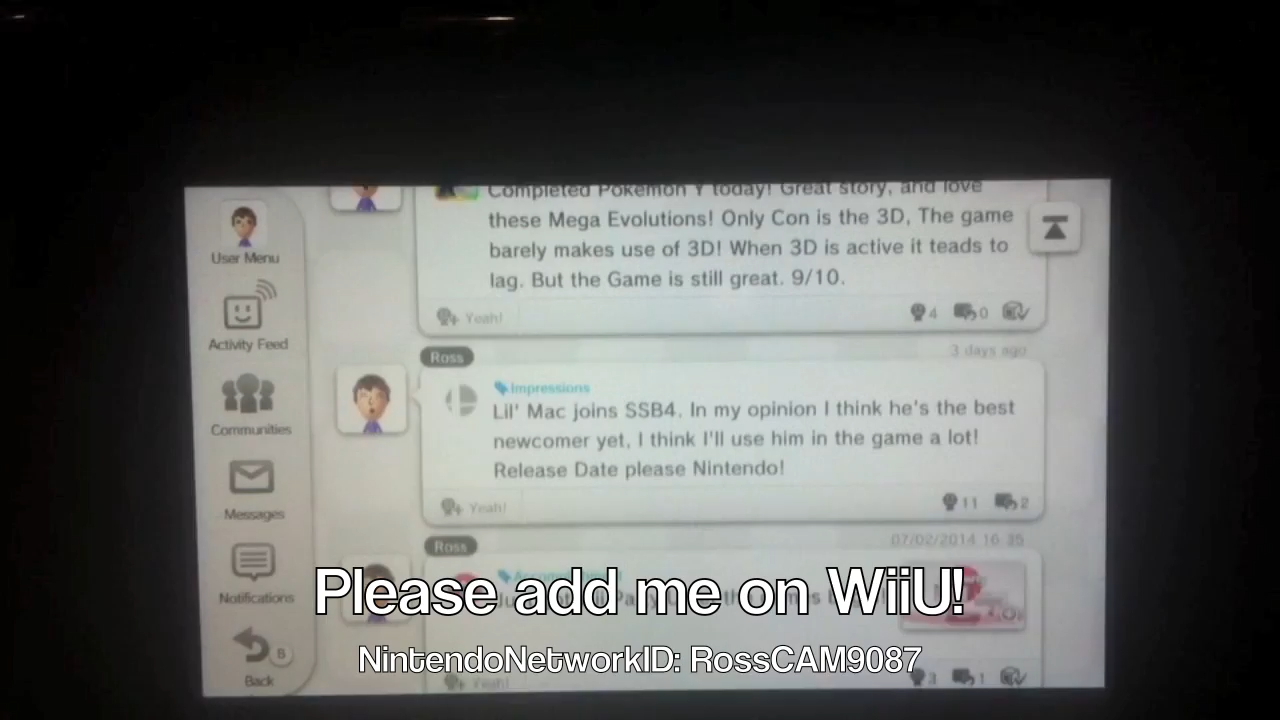 Completed Pokemon Y today! Great story, and love
these Mega Evolutions! Only Con is the 3D, The game
barely makes use of 3D! When 3D is active it teads to
lag. But the Game is still great. 9/10.
Yeah!
4
0
User Menu
Activity Feed
Communities
Messages
Notifications
B
Back
Ross
3 days ago
Impressions
Lil' Mac joins SSB4. In my opinion I think he's the best
newcomer yet, I think I'll use him in the game a lot!
Release Date please Nintendo!
Yeah!
11
2
Ross
07/02/2014 16:35
Please add me on WiiU!
NintendoNetworkID: RossCAM9087
Yeah!
3
1